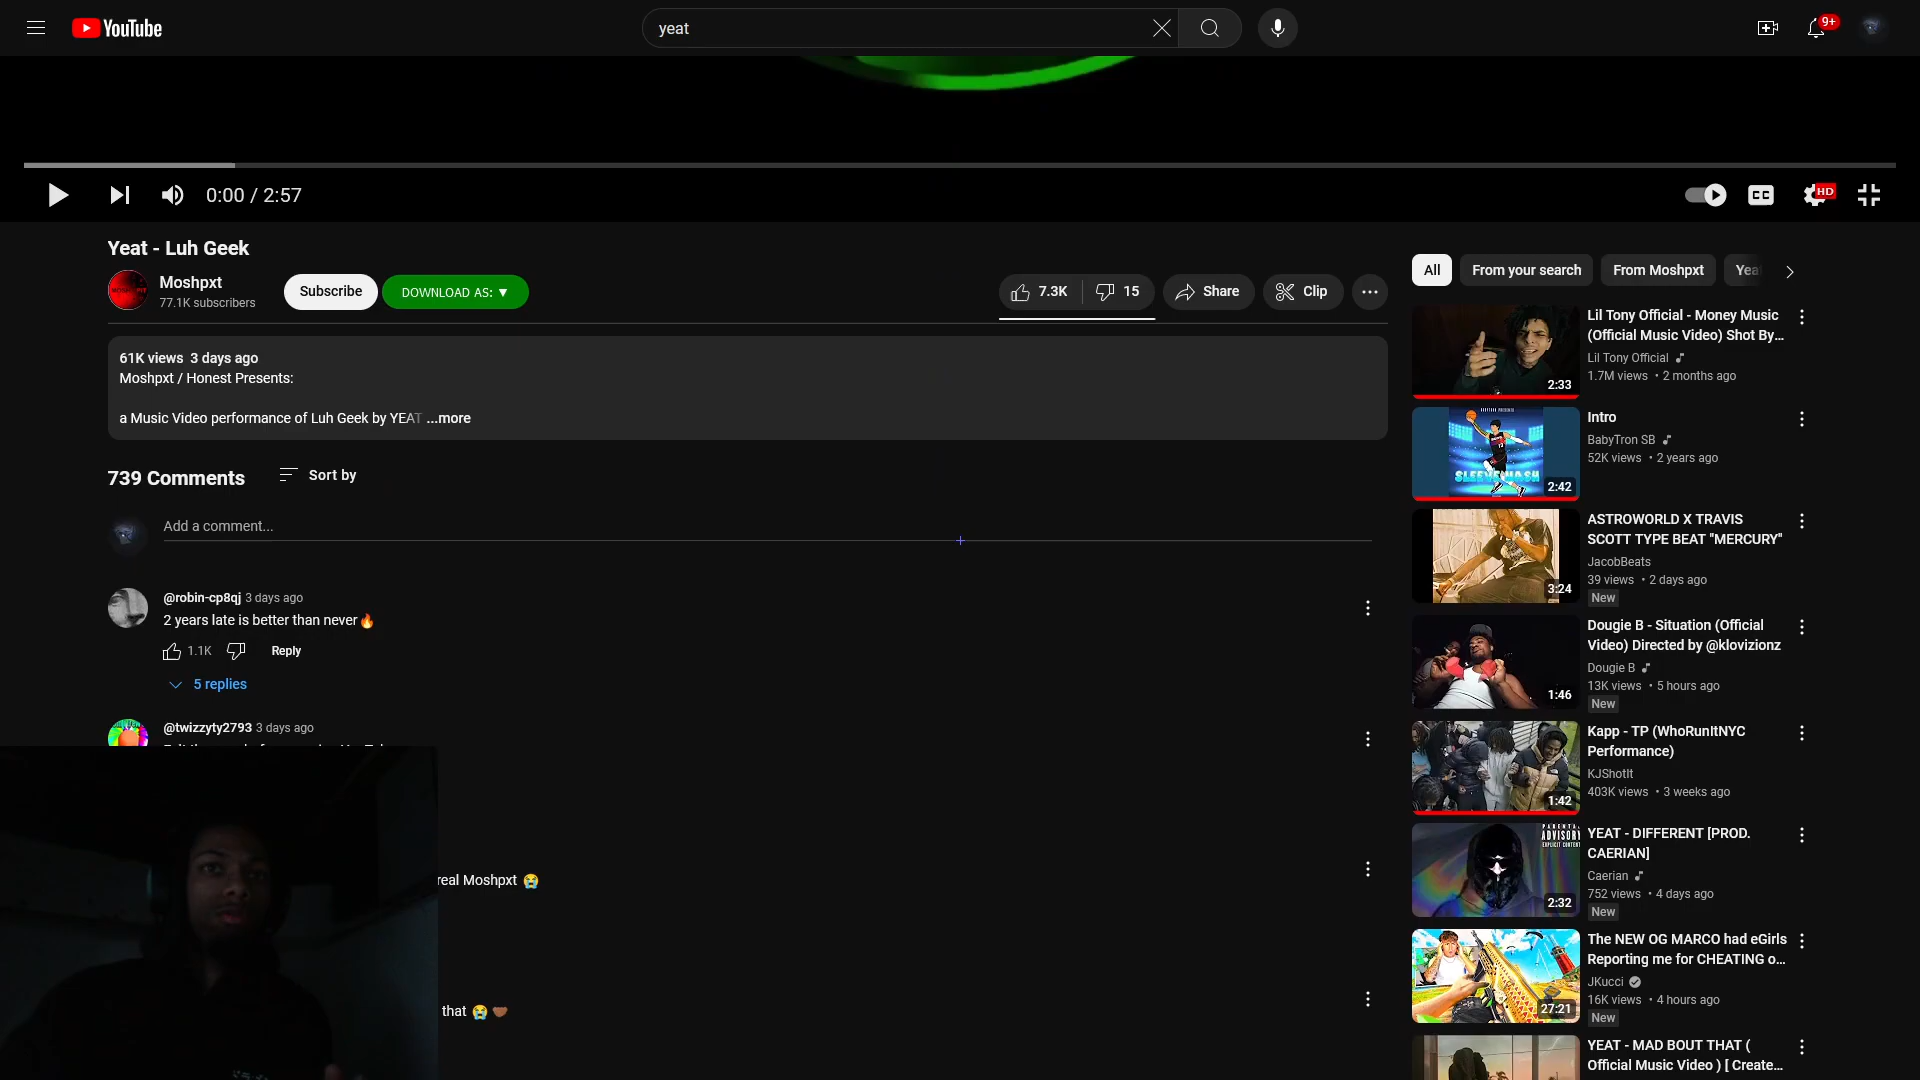 YouTube
yeat
9+
0:00 / 2:57
CC
HD
Yeat - Luh Geek
Moshpxt
77.1K subscribers
Subscribe
DOWNLOAD AS: ▼
7.3K
15
Share
Clip
61K views 3 days ago
Moshpxt / Honest Presents:
a Music Video performance of Luh Geek by YEAT ...more
739 Comments
Sort by
Add a comment...
@robin-cp8qj 3 days ago
2 years late is better than never🔥
1.1K
Reply
5 replies
@twizzyty2793 3 days ago
real Moshpxt 😭
that 😭 🤎
All
From your search
From Moshpxt
Yea
Lil Tony Official - Money Music
(Official Music Video) Shot By...
Lil Tony Official
1.7M views • 2 months ago
2:33
Intro
BabyTron SB
52K views • 2 years ago
SLEEVE NASH
2:42
ASTROWORLD X TRAVIS
SCOTT TYPE BEAT "MERCURY"
JacobBeats
39 views • 2 days ago
New
3:24
Dougie B - Situation (Official
Video) Directed by @klovizionz
Dougie B
13K views • 5 hours ago
New
1:46
Kapp - TP (WhoRunItNYC
Performance)
KJShotIt
403K views • 3 weeks ago
1:42
YEAT - DIFFERENT [PROD.
CAERIAN]
Caerian
752 views • 4 days ago
New
2:32
The NEW OG MARCO had eGirls
Reporting me for CHEATING o...
JKucci
16K views • 4 hours ago
New
27:21
YEAT - MAD BOUT THAT (
Official Music Video ) [ Create...